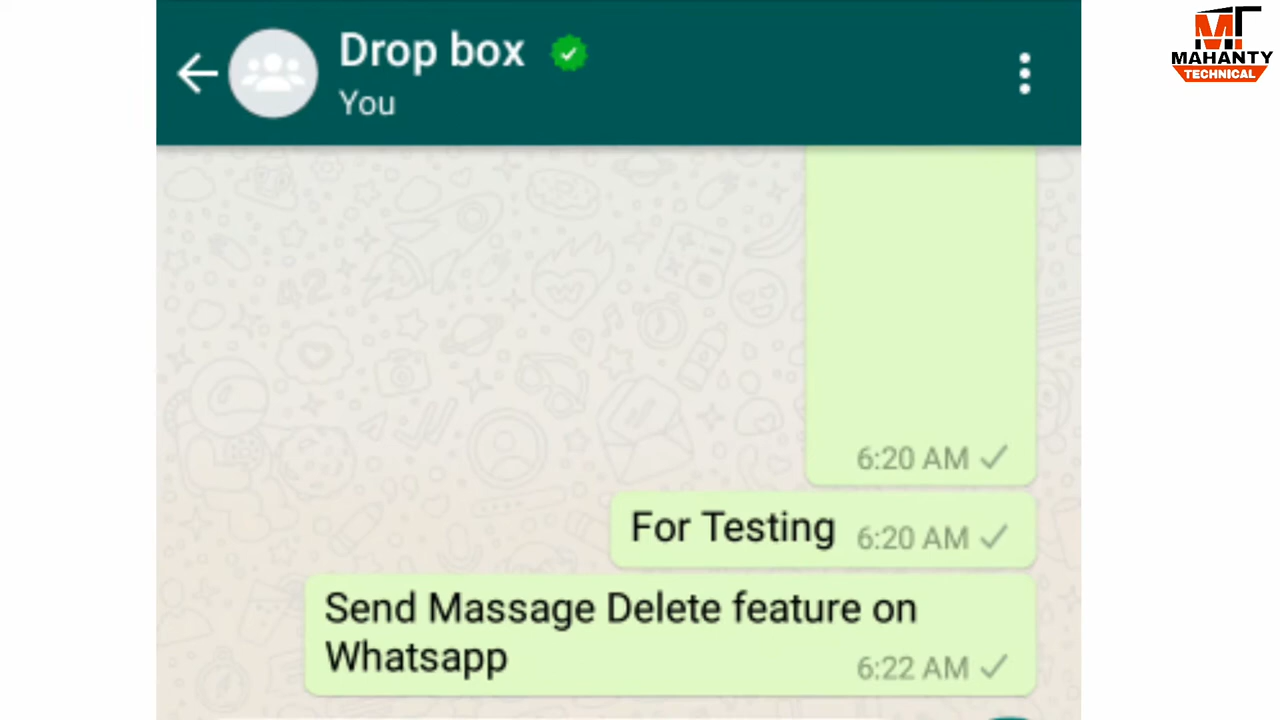 Drop box
You
MT
MAHANTY
TECHNICAL
6:20 AM
For Testing 6:20 AM
Send Massage Delete feature on
Whatsapp 6:22 AM